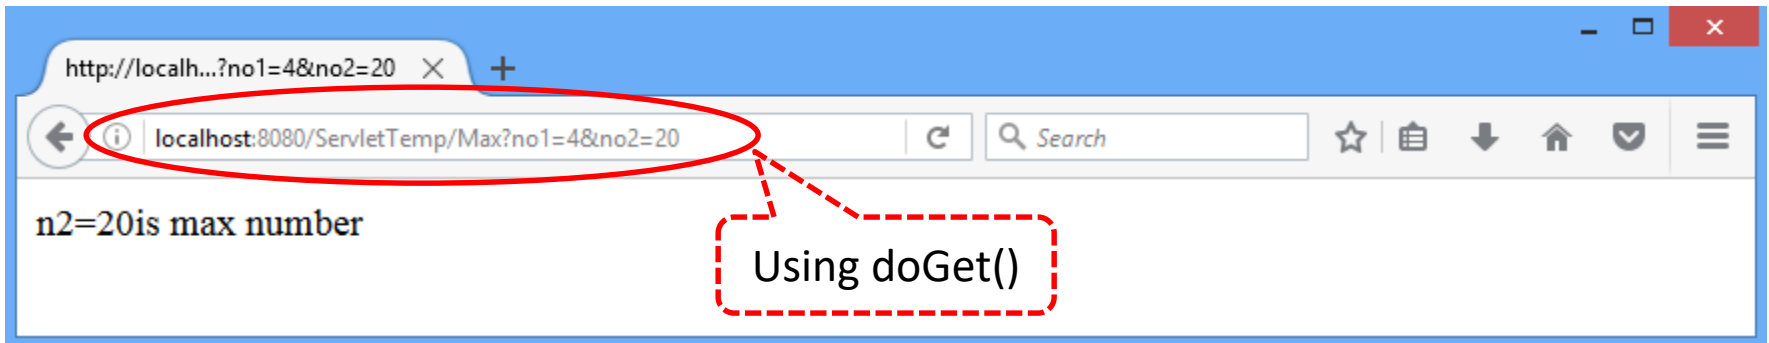 http://localh...?no1=4&no2=20
localhost:8080/ServletTemp/Max?no1=4&no2=20
Search
n2=20is max number
Using doGet()